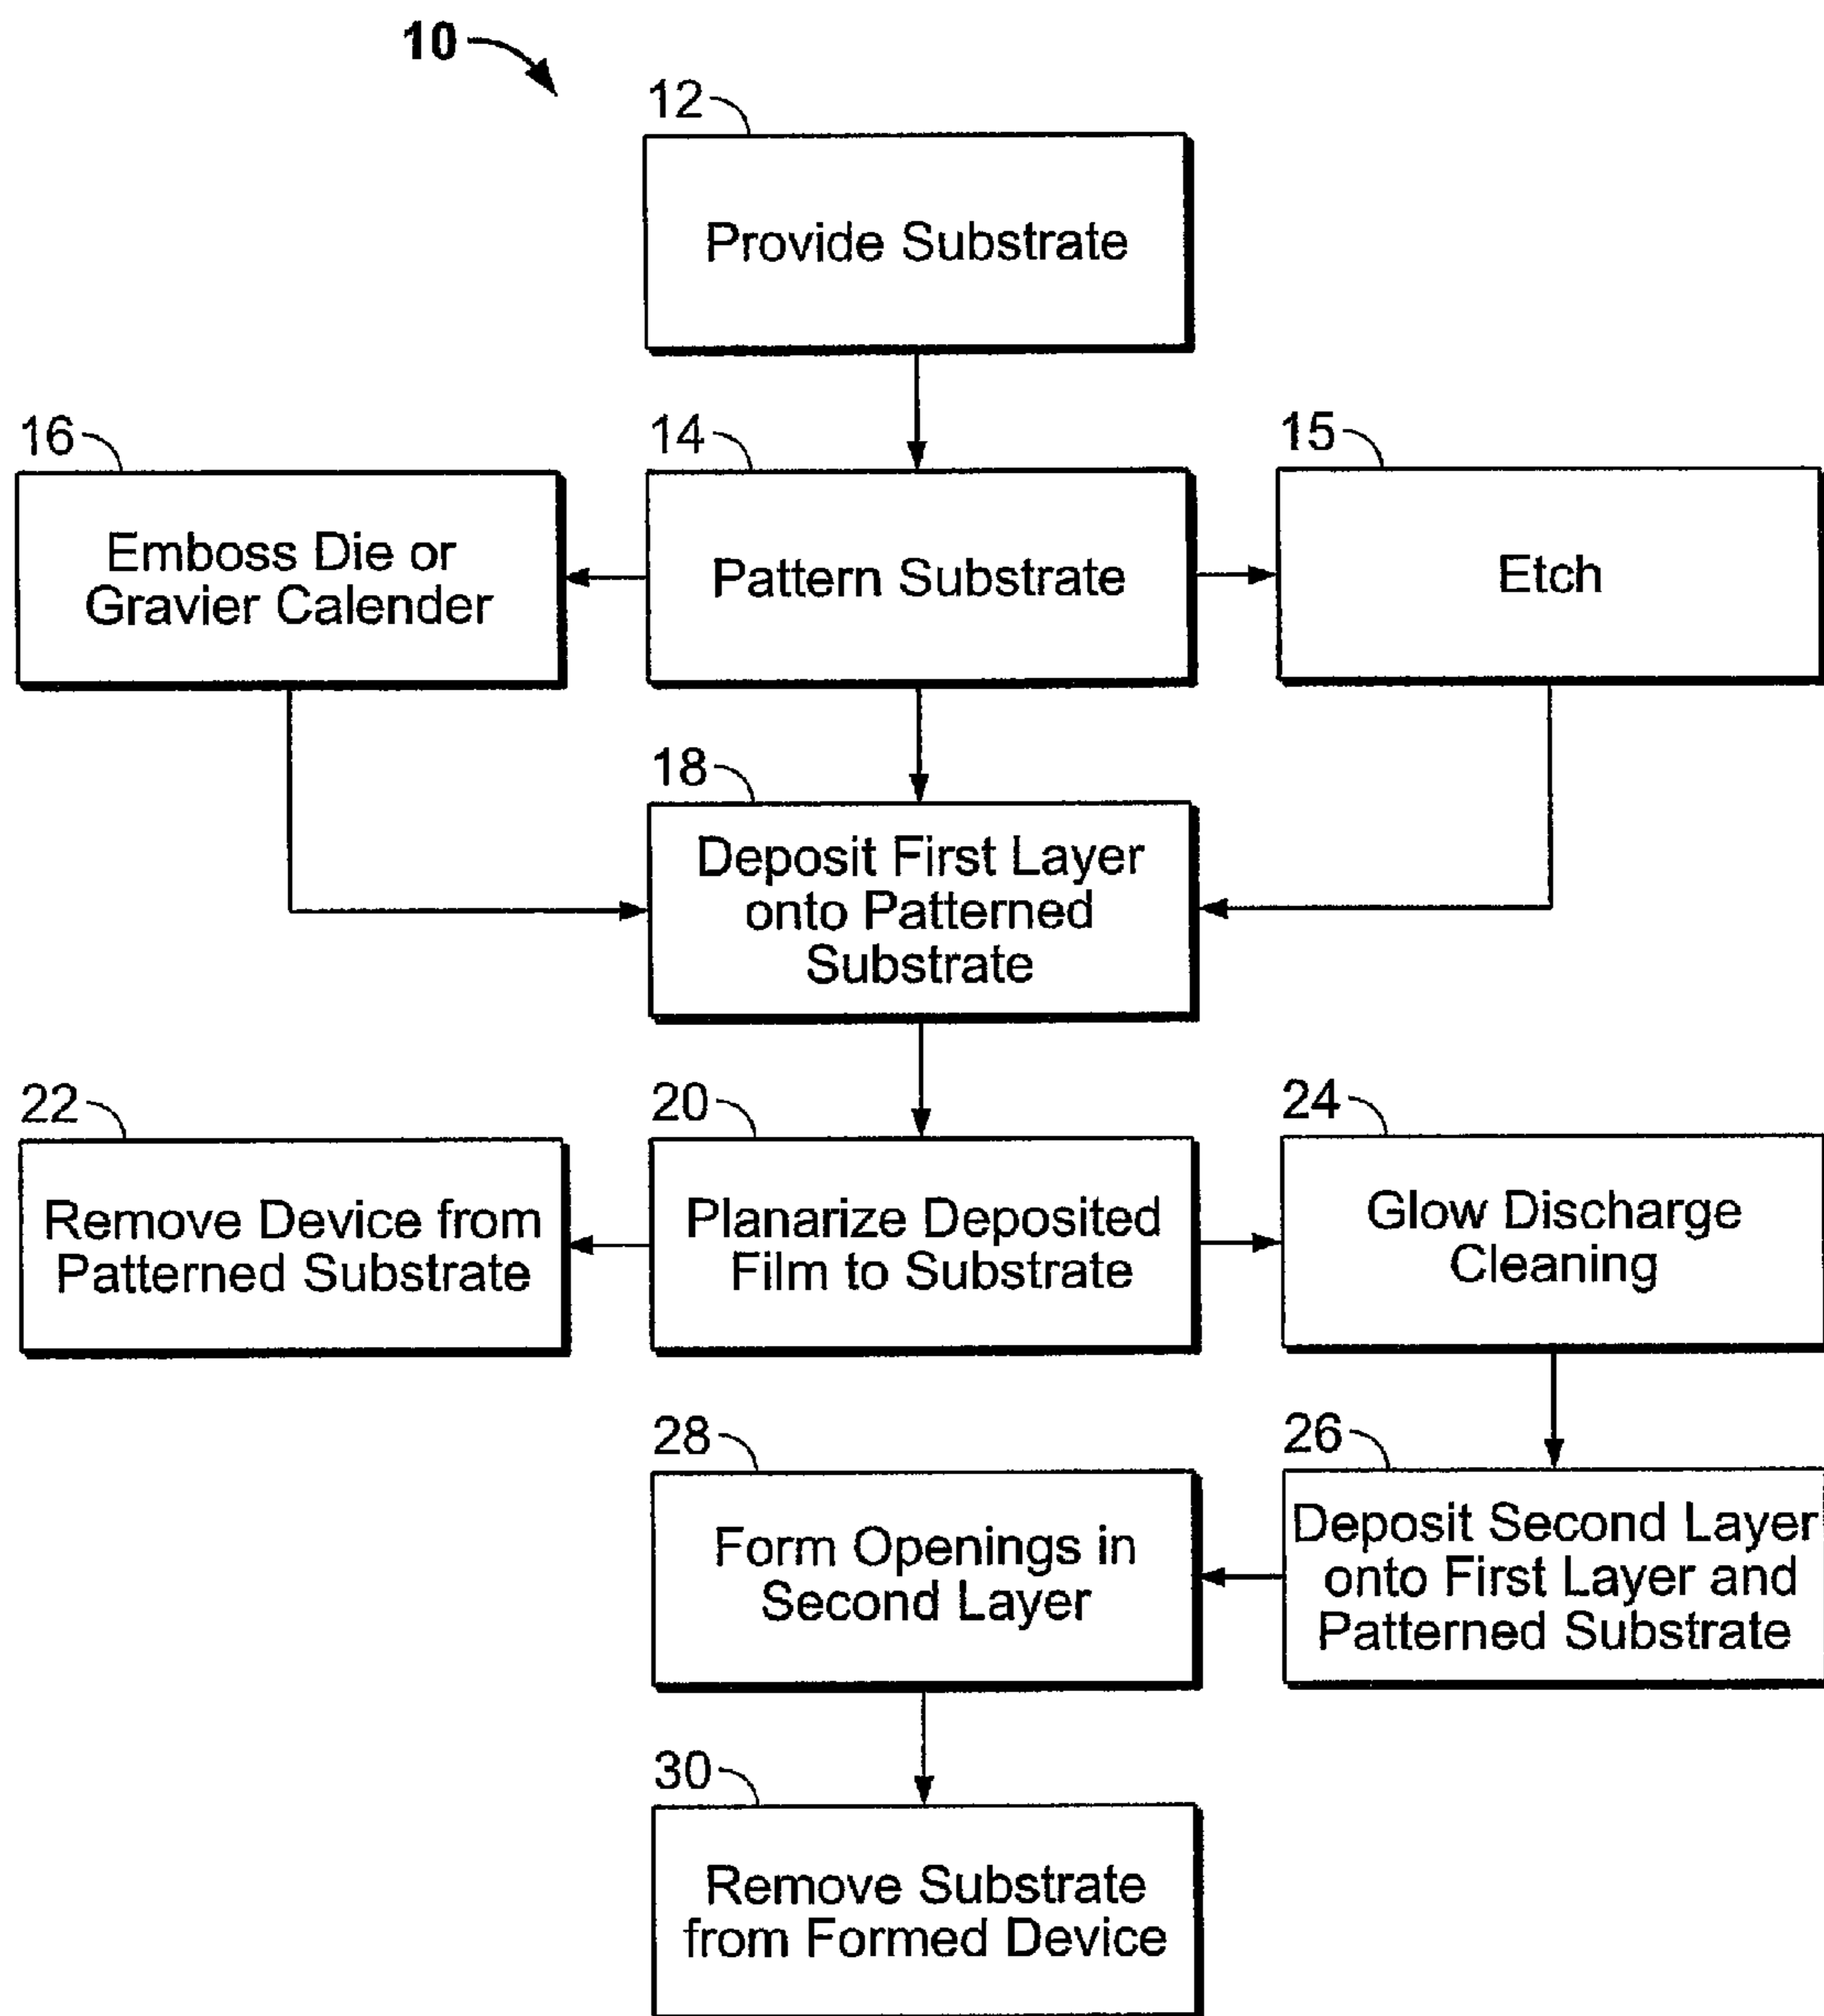 10
12
Provide Substrate
16
14
15
Emboss Die or
Gravier Calender
Pattern Substrate
Etch
18
Deposit First Layer
onto Patterned
Substrate
22
20
24
Remove Device from
Patterned Substrate
Planarize Deposited
Film to Substrate
Glow Discharge
Cleaning
28
26
Form Openings in
Second Layer
Deposit Second Layer
onto First Layer and
Patterned Substrate
30
Remove Substrate
from Formed Device